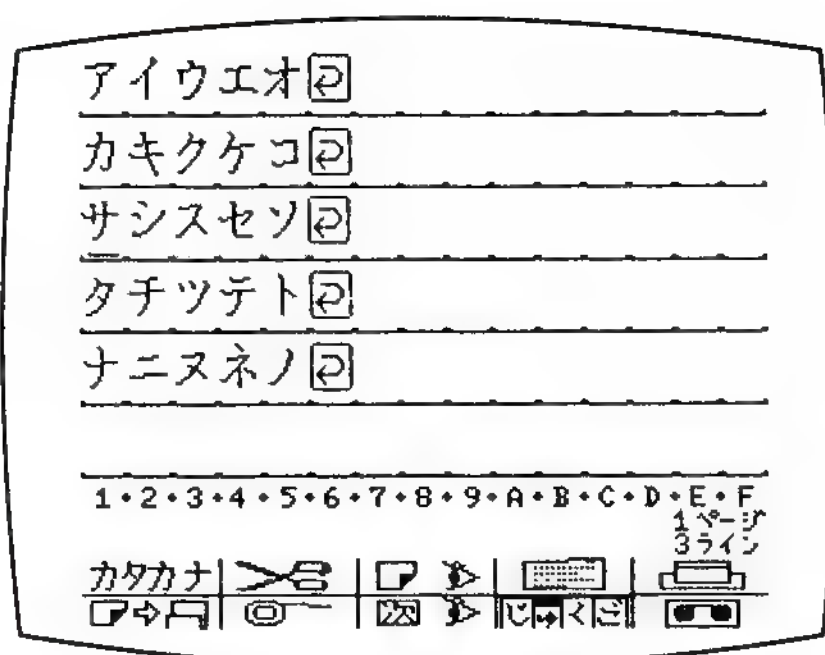 アイウエオ
カキクケコ
サシスセソ
タチツテト
ナニヌネノ
1・2・3・4・5・6・7・8・9・A・B・C・D・E・F
1ページ
3ライン
カタカナ
次
じゅくご